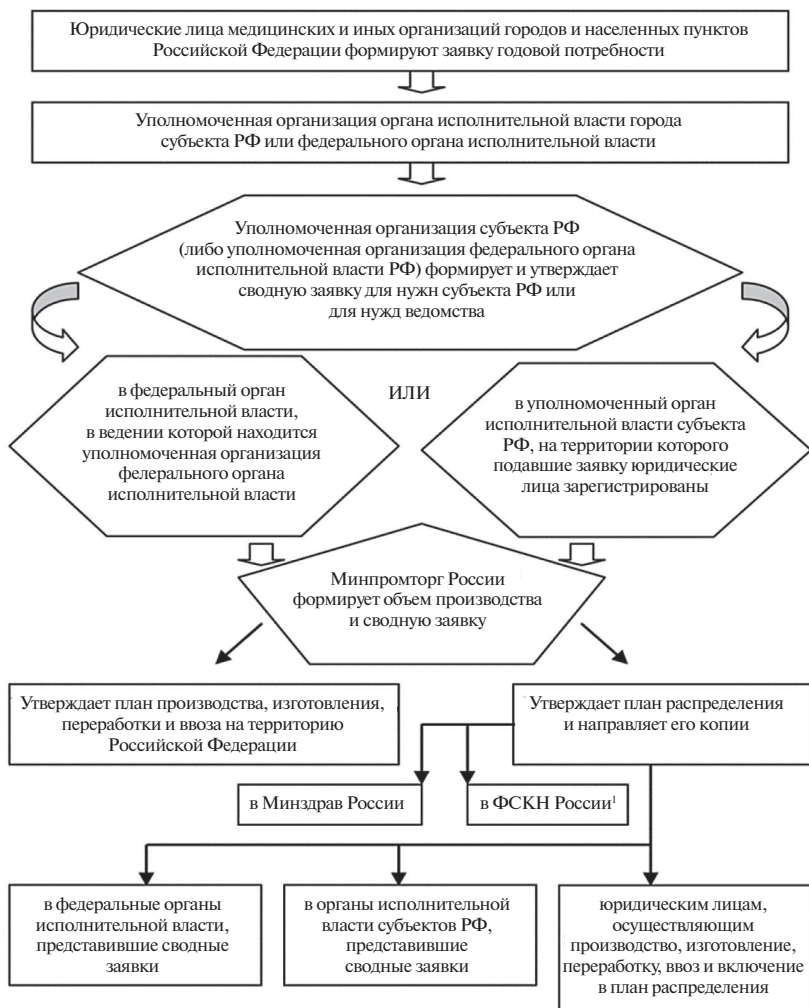 Юридические лица медицинских и иных организаций городов и населенных пунктов
Российской Федерации формируют заявку годовой потребности
Уполномоченная организация органа исполнительной власти города
субъекта РФ или федерального органа исполнительной власти
Уполномоченная организация субъекта РФ
(либо уполномоченная организация федерального органа
исполнительной власти РФ) формирует и утверждает
сводную заявку для нужн субъекта РФ или
для нужд ведомства
в федеральный орган
исполнительной власти,
в ведении которой находится
уполномоченная организация
фелерального органа
исполнительной власти
ИЛИ
в уполномоченный орган
исполнительной власти субъекта
РФ, на территории которого
подавшие заявку юридические
лица зарегистрированы
Минпромторг России
формирует объем производства
и сводную заявку
Утверждает план производства, изготовления,
переработки и ввоза на территорию
Российской Федерации
Утверждает план распределения
и направляет его копии
в Минздрав России
в ФСКН России¹
в федеральные органы
исполнительной власти,
представившие сводные
заявки
в органы исполнительной
власти субъектов РФ,
представившие
сводные заявки
юридическим лицам,
осуществляющим
производство, изготовление,
переработку, ввоз и включение
в план распределения